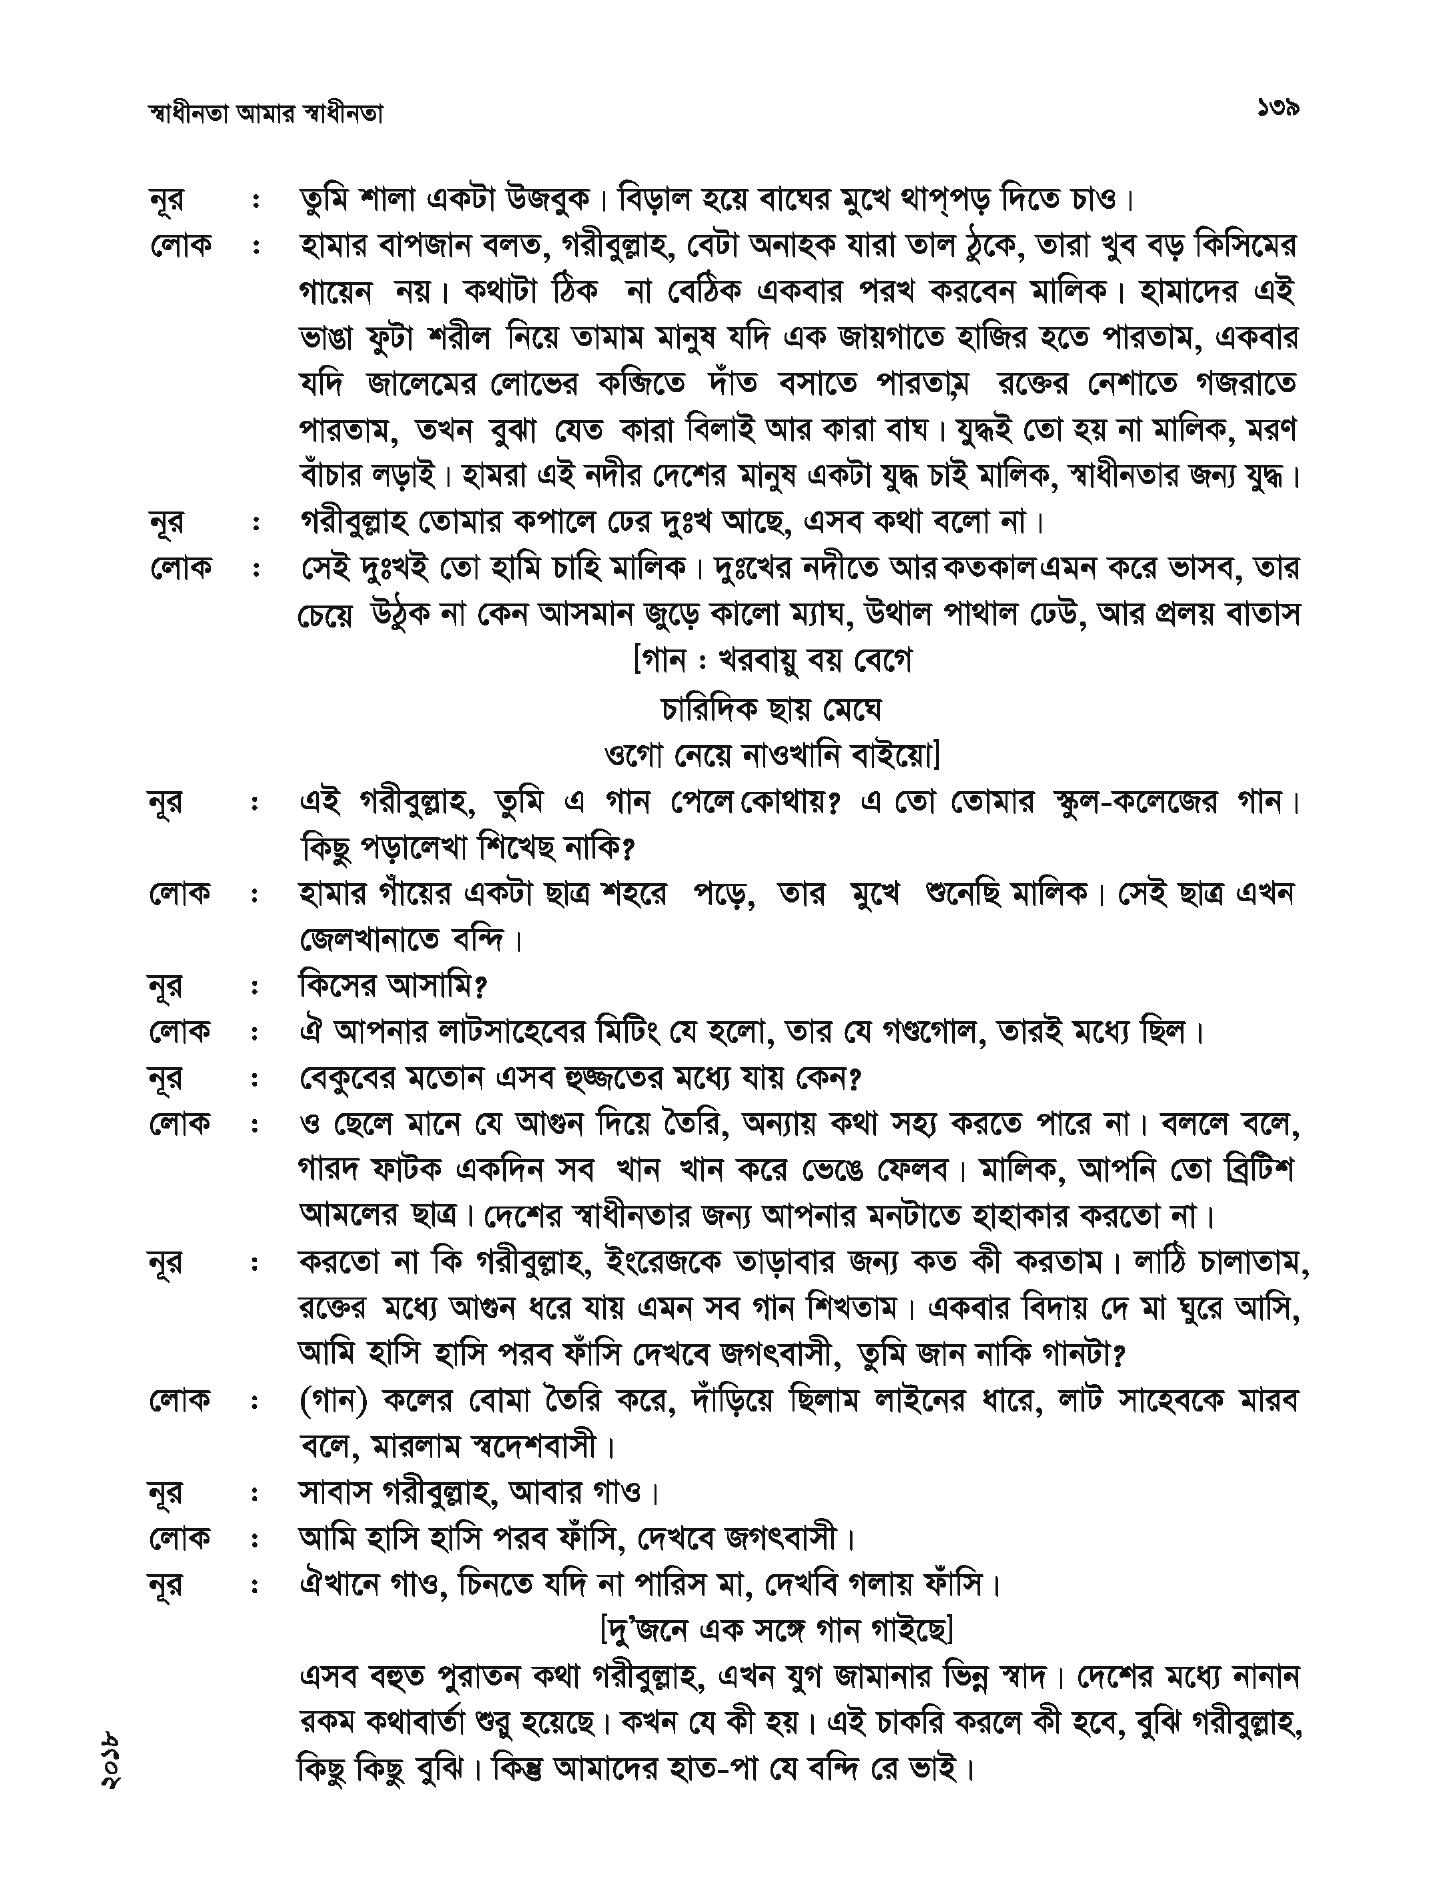 স্বাধীনতা আমার স্বাধীনতা ১৩৯
নূর : তুমি শালা একটা উজবুক। বিড়াল হয়ে বাঘের মুখে থাপ্পড় দিতে চাও।
লোক : হামার বাপজান বলত, গরীবুল্লাহ, বেটা অনাহক যারা তাল ঠুকে, তারা খুব বড় কিসিমের
গায়েন নয়। কথাটা ঠিক না বেঠিক একবার পরখ করবেন মালিক। হামাদের এই
ভাঙা ফুটা শরীল নিয়ে তামাম মানুষ যদি এক জায়গাতে হাজির হতে পারতাম, একবার
যদি জালেমের লোভের কব্জিতে দাঁত বসাতে পারতাম, রক্তের নেশাতে গজরাতে
পারতাম, তখন বুঝা যেত কারা বিলাই আর কারা বাঘ। যুদ্ধই তো হয় না মালিক, মরণ
বাঁচার লড়াই। হামরা এই নদীর দেশের মানুষ একটা যুদ্ধ চাই মালিক, স্বাধীনতার জন্য যুদ্ধ।
নূর : গরীবুল্লাহ তোমার কপালে ঢের দুঃখ আছে, এসব কথা বলো না।
লোক : সেই দুঃখই তো হামি চাহি মালিক। দুঃখের নদীতে আর কতকাল এমন করে ভাসব, তার
চেয়ে উঠুক না কেন আসমান জুড়ে কালো ম্যাঘ, উথাল পাথাল ঢেউ, আর প্রলয় বাতাস
[গান : খরবায়ু বয় বেগে
চারিদিক ছায় মেঘে
ওগো নেয়ে নাওখানি বাইয়ো]
নূর : এই গরীবুল্লাহ, তুমি এ গান পেলে কোথায়? এ তো তোমার স্কুল-কলেজের গান।
কিছু পড়ালেখা শিখেছ নাকি?
লোক : হামার গাঁয়ের একটা ছাত্র শহরে পড়ে, তার মুখে শুনেছি মালিক। সেই ছাত্র এখন
জেলখানাতে বন্দি।
নূর : কিসের আসামি?
লোক : ঐ আপনার লাটসাহেবের মিটিং যে হলো, তার যে গণ্ডগোল, তারই মধ্যে ছিল।
নূর : বেকুবের মতোন এসব হুজ্জতের মধ্যে যায় কেন?
লোক : ও ছেলে মানে যে আগুন দিয়ে তৈরি, অন্যায় কথা সহ্য করতে পারে না। বললে বলে,
গারদ ফাটক একদিন সব খান খান করে ভেঙে ফেলব। মালিক, আপনি তো ব্রিটিশ
আমলের ছাত্র। দেশের স্বাধীনতার জন্য আপনার মনটাতে হাহাকার করতো না।
নূর : করতো না কি গরীবুল্লাহ, ইংরেজকে তাড়াবার জন্য কত কী করতাম। লাঠি চালাতাম,
রক্তের মধ্যে আগুন ধরে যায় এমন সব গান শিখতাম। একবার বিদায় দে মা ঘুরে আসি,
আমি হাসি হাসি পরব ফাঁসি দেখবে জগৎবাসী, তুমি জান নাকি গানটা?
লোক : (গান) কলের বোমা তৈরি করে, দাঁড়িয়ে ছিলাম লাইনের ধারে, লাট সাহেবকে মারব
বলে, মারলাম স্বদেশবাসী।
নূর : সাবাস গরীবুল্লাহ, আবার গাও।
লোক : আমি হাসি হাসি পরব ফাঁসি, দেখবে জগৎবাসী।
নূর : ঐখানে গাও, চিনতে যদি না পারিস মা, দেখবি গলায় ফাঁসি।
[দু'জনে এক সঙ্গে গান গাইছে]
এসব বহুত পুরাতন কথা গরীবুল্লাহ, এখন যুগ জামানার ভিন্ন স্বাদ। দেশের মধ্যে নানান
রকম কথাবার্তা শুরু হয়েছে। কখন যে কী হয়। এই চাকরি করলে কী হবে, বুঝি গরীবুল্লাহ,
কিছু কিছু বুঝি। কিন্তু আমাদের হাত-পা যে বন্দি রে ভাই।
২০১৮